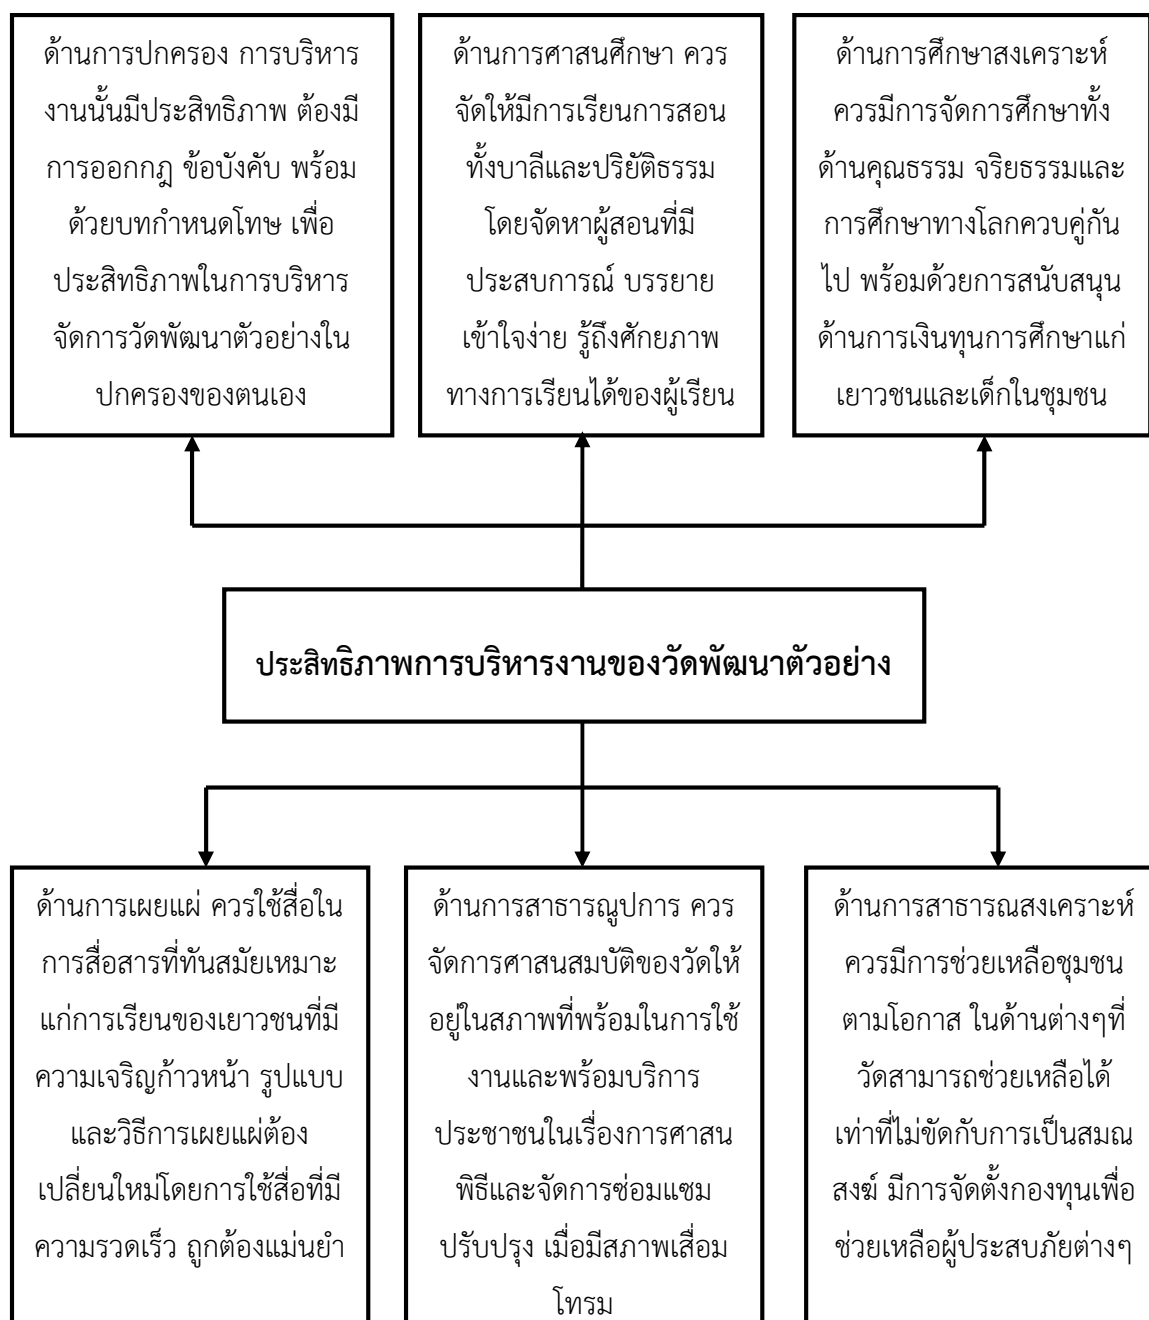 ด้านการปกครอง การบริหาร
งานนั้นมีประสิทธิภาพ ต้องมี
การออกกฎ ข้อบังคับ พร้อม
ด้วยบทกำหนดโทษ เพื่อ
ประสิทธิภาพในการบริหาร
จัดการวัดพัฒนาตัวอย่างใน
ปกครองของตนเอง
ด้านการศาสนศึกษา ควร
จัดให้มีการเรียนการสอน
ทั้งบาลีและปริยัติธรรม
โดยจัดหาผู้สอนที่มี
ประสบการณ์ บรรยาย
เข้าใจง่าย รู้ถึงศักยภาพ
ทางการเรียนได้ของผู้เรียน
ด้านการศึกษาสงเคราะห์
ควรมีการจัดการศึกษาทั้ง
ด้านคุณธรรม จริยธรรมและ
การศึกษาทางโลกควบคู่กัน
ไป พร้อมด้วยการสนับสนุน
ด้านการเงินทุนการศึกษาแก่
เยาวชนและเด็กในชุมชน
ประสิทธิภาพการบริหารงานของวัดพัฒนาตัวอย่าง
ด้านการเผยแผ่ ควรใช้สื่อใน
การสื่อสารที่ทันสมัยเหมาะ
แก่การเรียนของเยาวชนที่มี
ความเจริญก้าวหน้า รูปแบบ
และวิธีการเผยแผ่ต้อง
เปลี่ยนใหม่โดยการใช้สื่อที่มี
ความรวดเร็ว ถูกต้องแม่นยำ
ด้านการสาธารณูปการ ควร
จัดการศาสนสมบัติของวัดให้
อยู่ในสภาพที่พร้อมในการใช้
งานและพร้อมบริการ
ประชาชนในเรื่องการศาสน
พิธีและจัดการซ่อมแซม
ปรับปรุง เมื่อมีสภาพเสื่อม
โทรม
ด้านการสาธารณสงเคราะห์
ควรมีการช่วยเหลือชุมชน
ตามโอกาส ในด้านต่างๆที่
วัดสามารถช่วยเหลือได้
เท่าที่ไม่ขัดกับการเป็นสมณ
สงฆ์ มีการจัดตั้งกองทุนเพื่อ
ช่วยเหลือผู้ประสบภัยต่างๆ